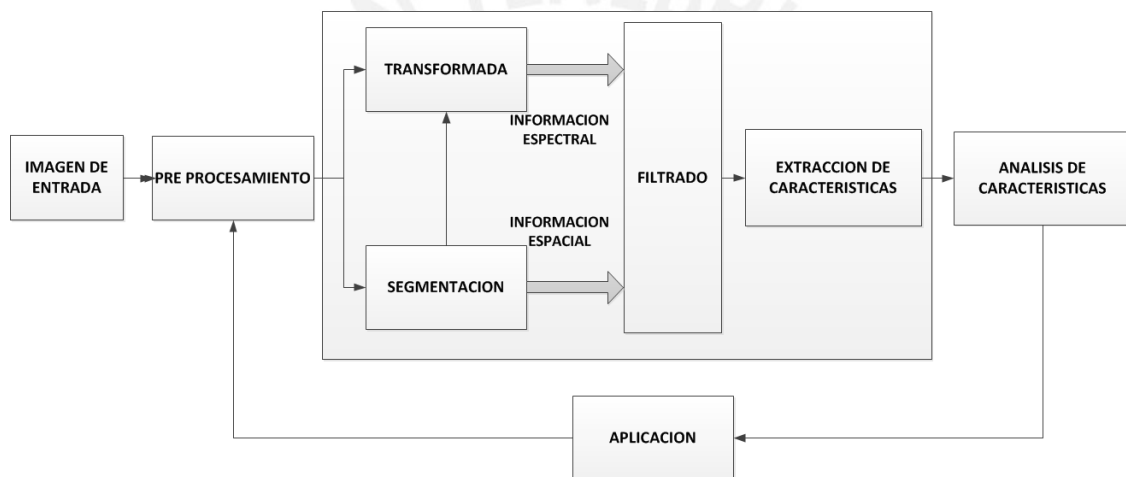 TRANSFORMADA
INFORMACION
ESPECTRAL
IMAGEN DE
ENTRADA
PRE PROCESAMIENTO
FILTRADO
EXTRACCION DE
CARACTERISTICAS
ANALISIS DE
CARACTERISTICAS
INFORMACION
ESPACIAL
SEGMENTACION
APLICACION